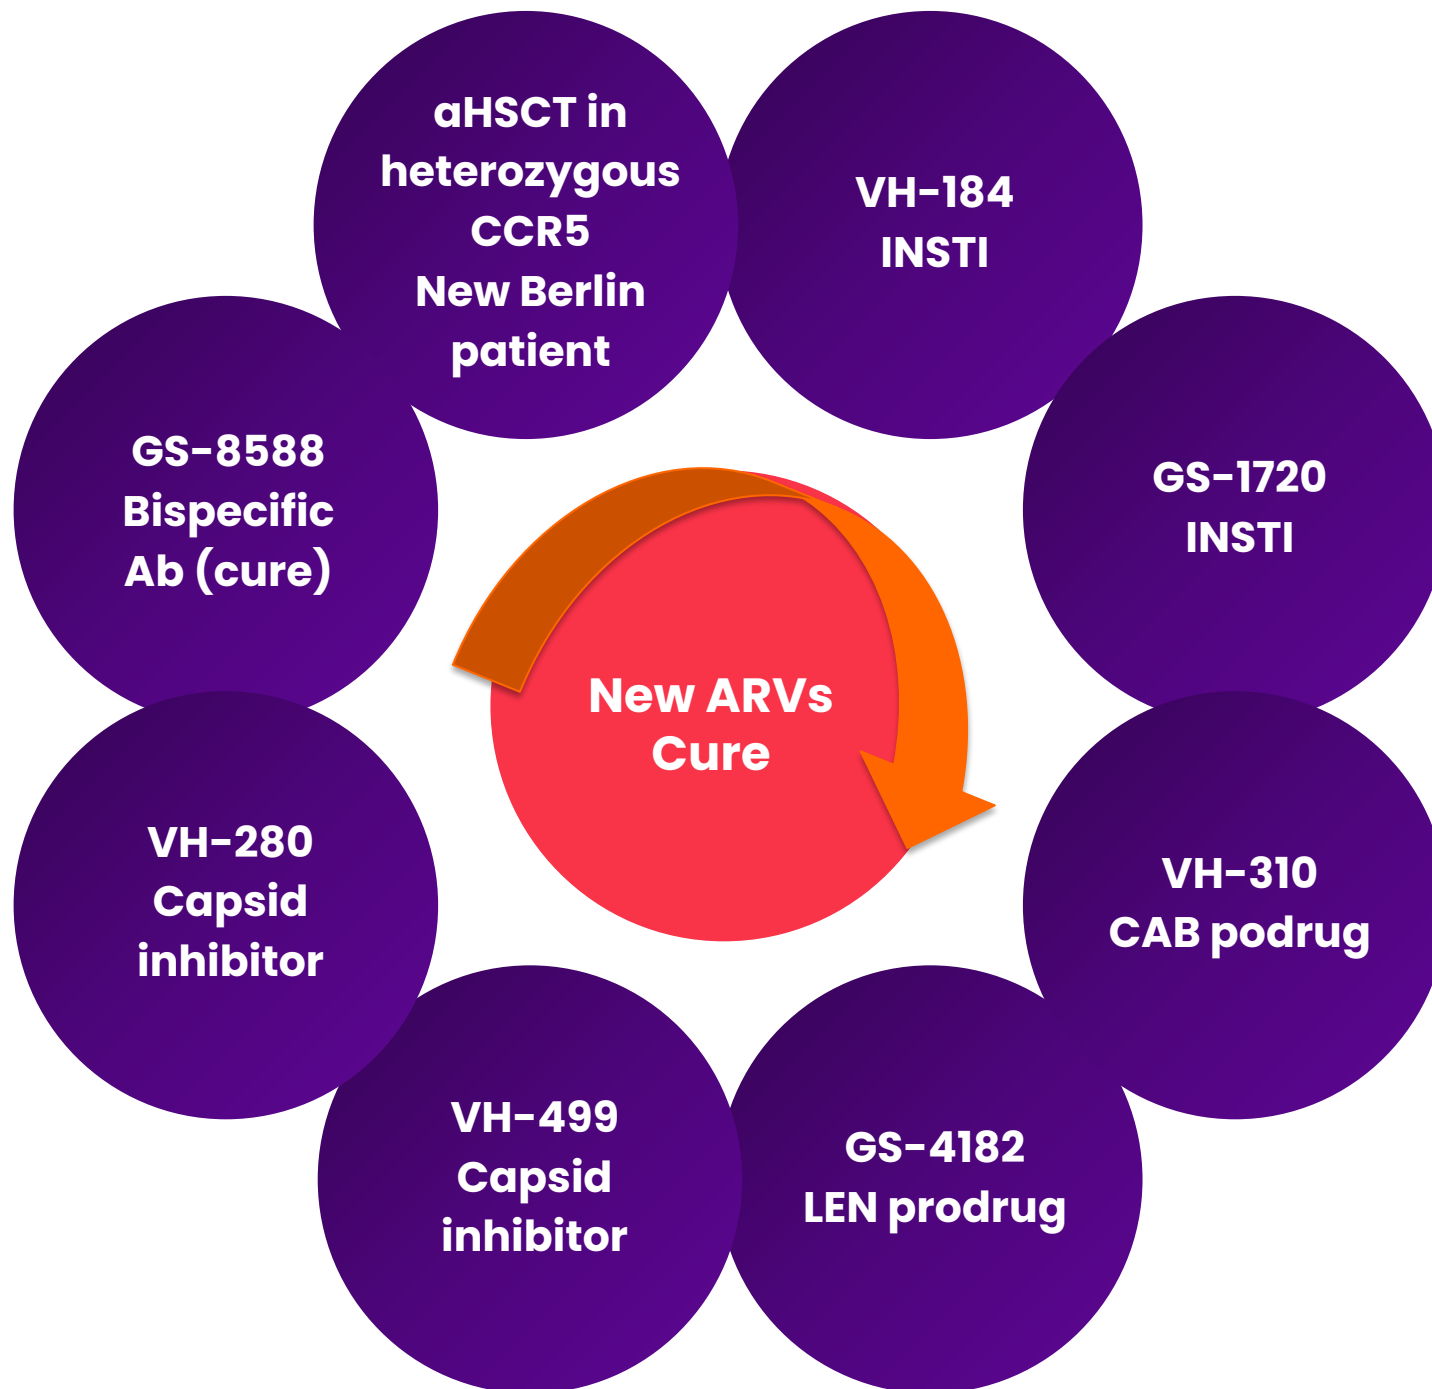 aHSCT in
heterozygous
CCR5
New Berlin
patient
VH-184
INSTI
GS-1720
INSTI
VH-310
CAB podrug
GS-4182
LEN prodrug
VH-499
Capsid
inhibitor
VH-280
Capsid
inhibitor
GS-8588
Bispecific
Ab (cure)
New ARVs
Cure